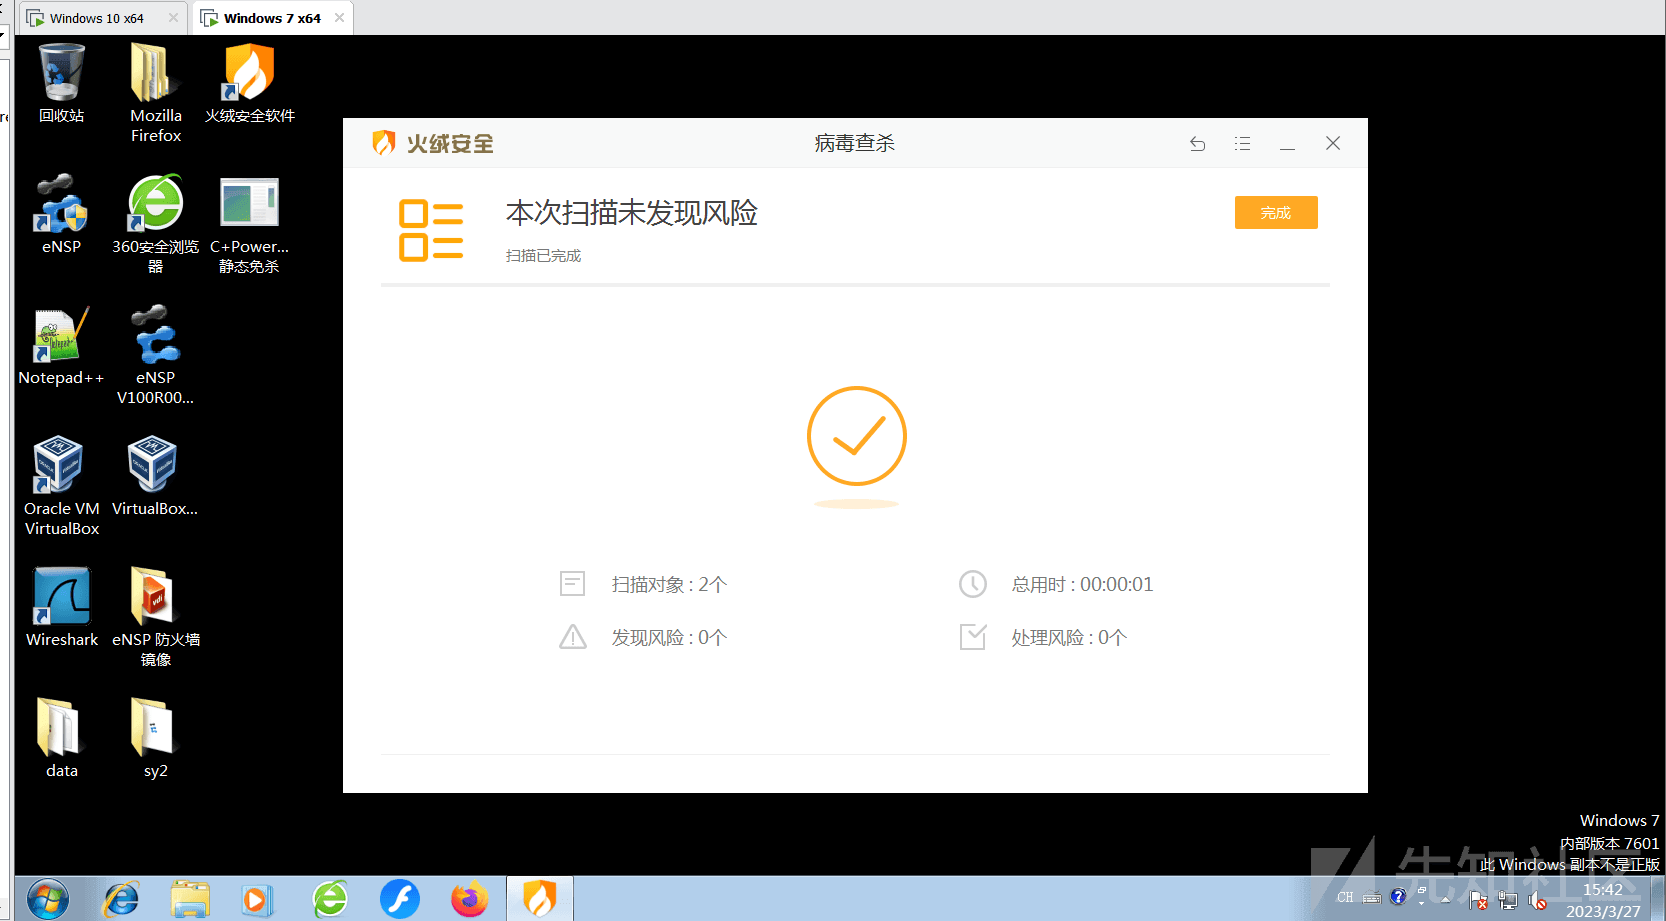 Windows 10 x64
Windows 7 x64
回收站
Mozilla
Firefox
火绒安全软件
eNSP
360安全浏览
器
C+Power...
静态免杀
Notepad++
eNSP
V100R00...
Oracle VM
VirtualBox
VirtualBox...
Wireshark
eNSP 防火墙
镜像
data
sy2
火绒安全
病毒查杀
本次扫描未发现风险
扫描已完成
完成
扫描对象 : 2个
总用时 : 00:00:01
发现风险 : 0个
处理风险 : 0个
Windows 7
内部版本 7601
此 Windows 副本不是正版
先知社区
CH
15:42
2023/3/27